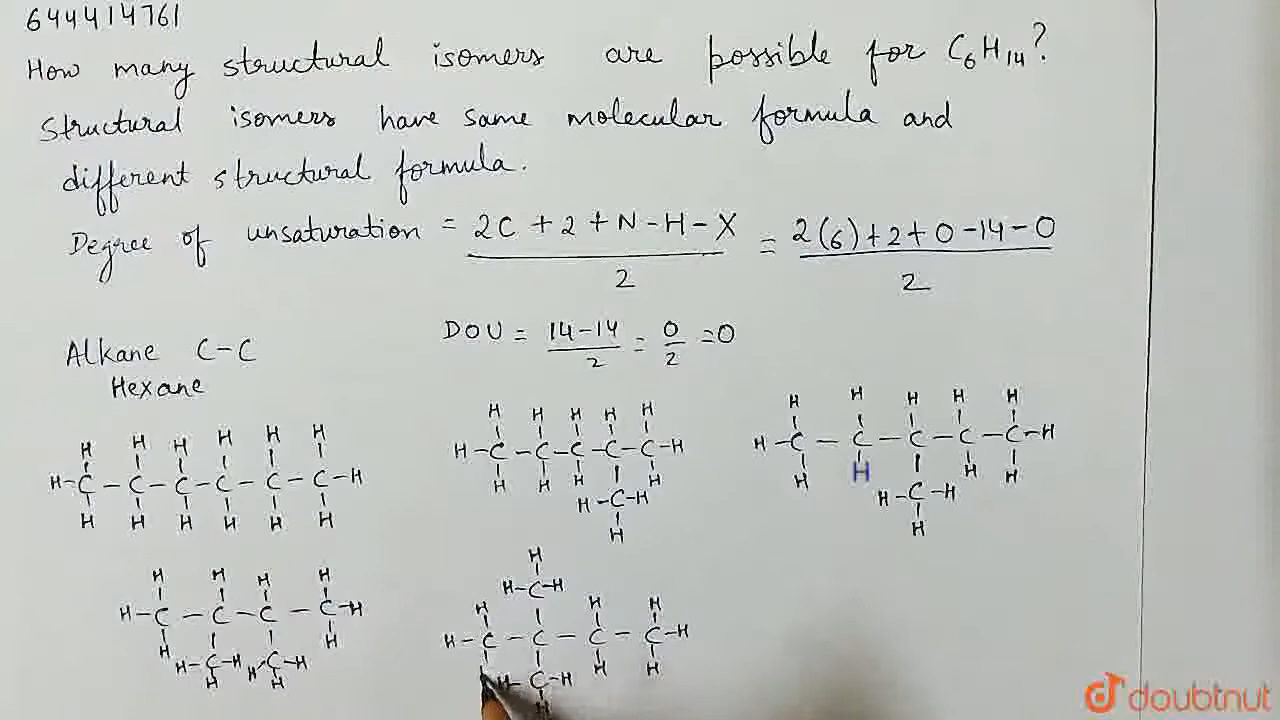 644414761
How many structural isomers are possible for C₆H₁₄?
Structural isomers have same molecular formula and
different structural formula.
Degree of unsaturation = 2C + 2 + N - H - X / 2 = 2(6) + 2 + 0 - 14 - 0 / 2
DOU = 14 - 14 / 2 = 0 / 2 = 0
Alkane C-C
Hexane
H H H H H H
H-C-C-C-C-C-C-H
H H H H H H
H H H H H
H-C-C-C-C-C-H
H H H H
H-C-H
H
H H H H H
H-C-C-C-C-C-H
H H H H
H-C-H
H
H H H H
H-C-C-C-C-H
H H
H-C-H H-C-H
H H
H
H-C-H
H H H
H-C-C-C-C-H
H H
H-C-H
H
doubtnut